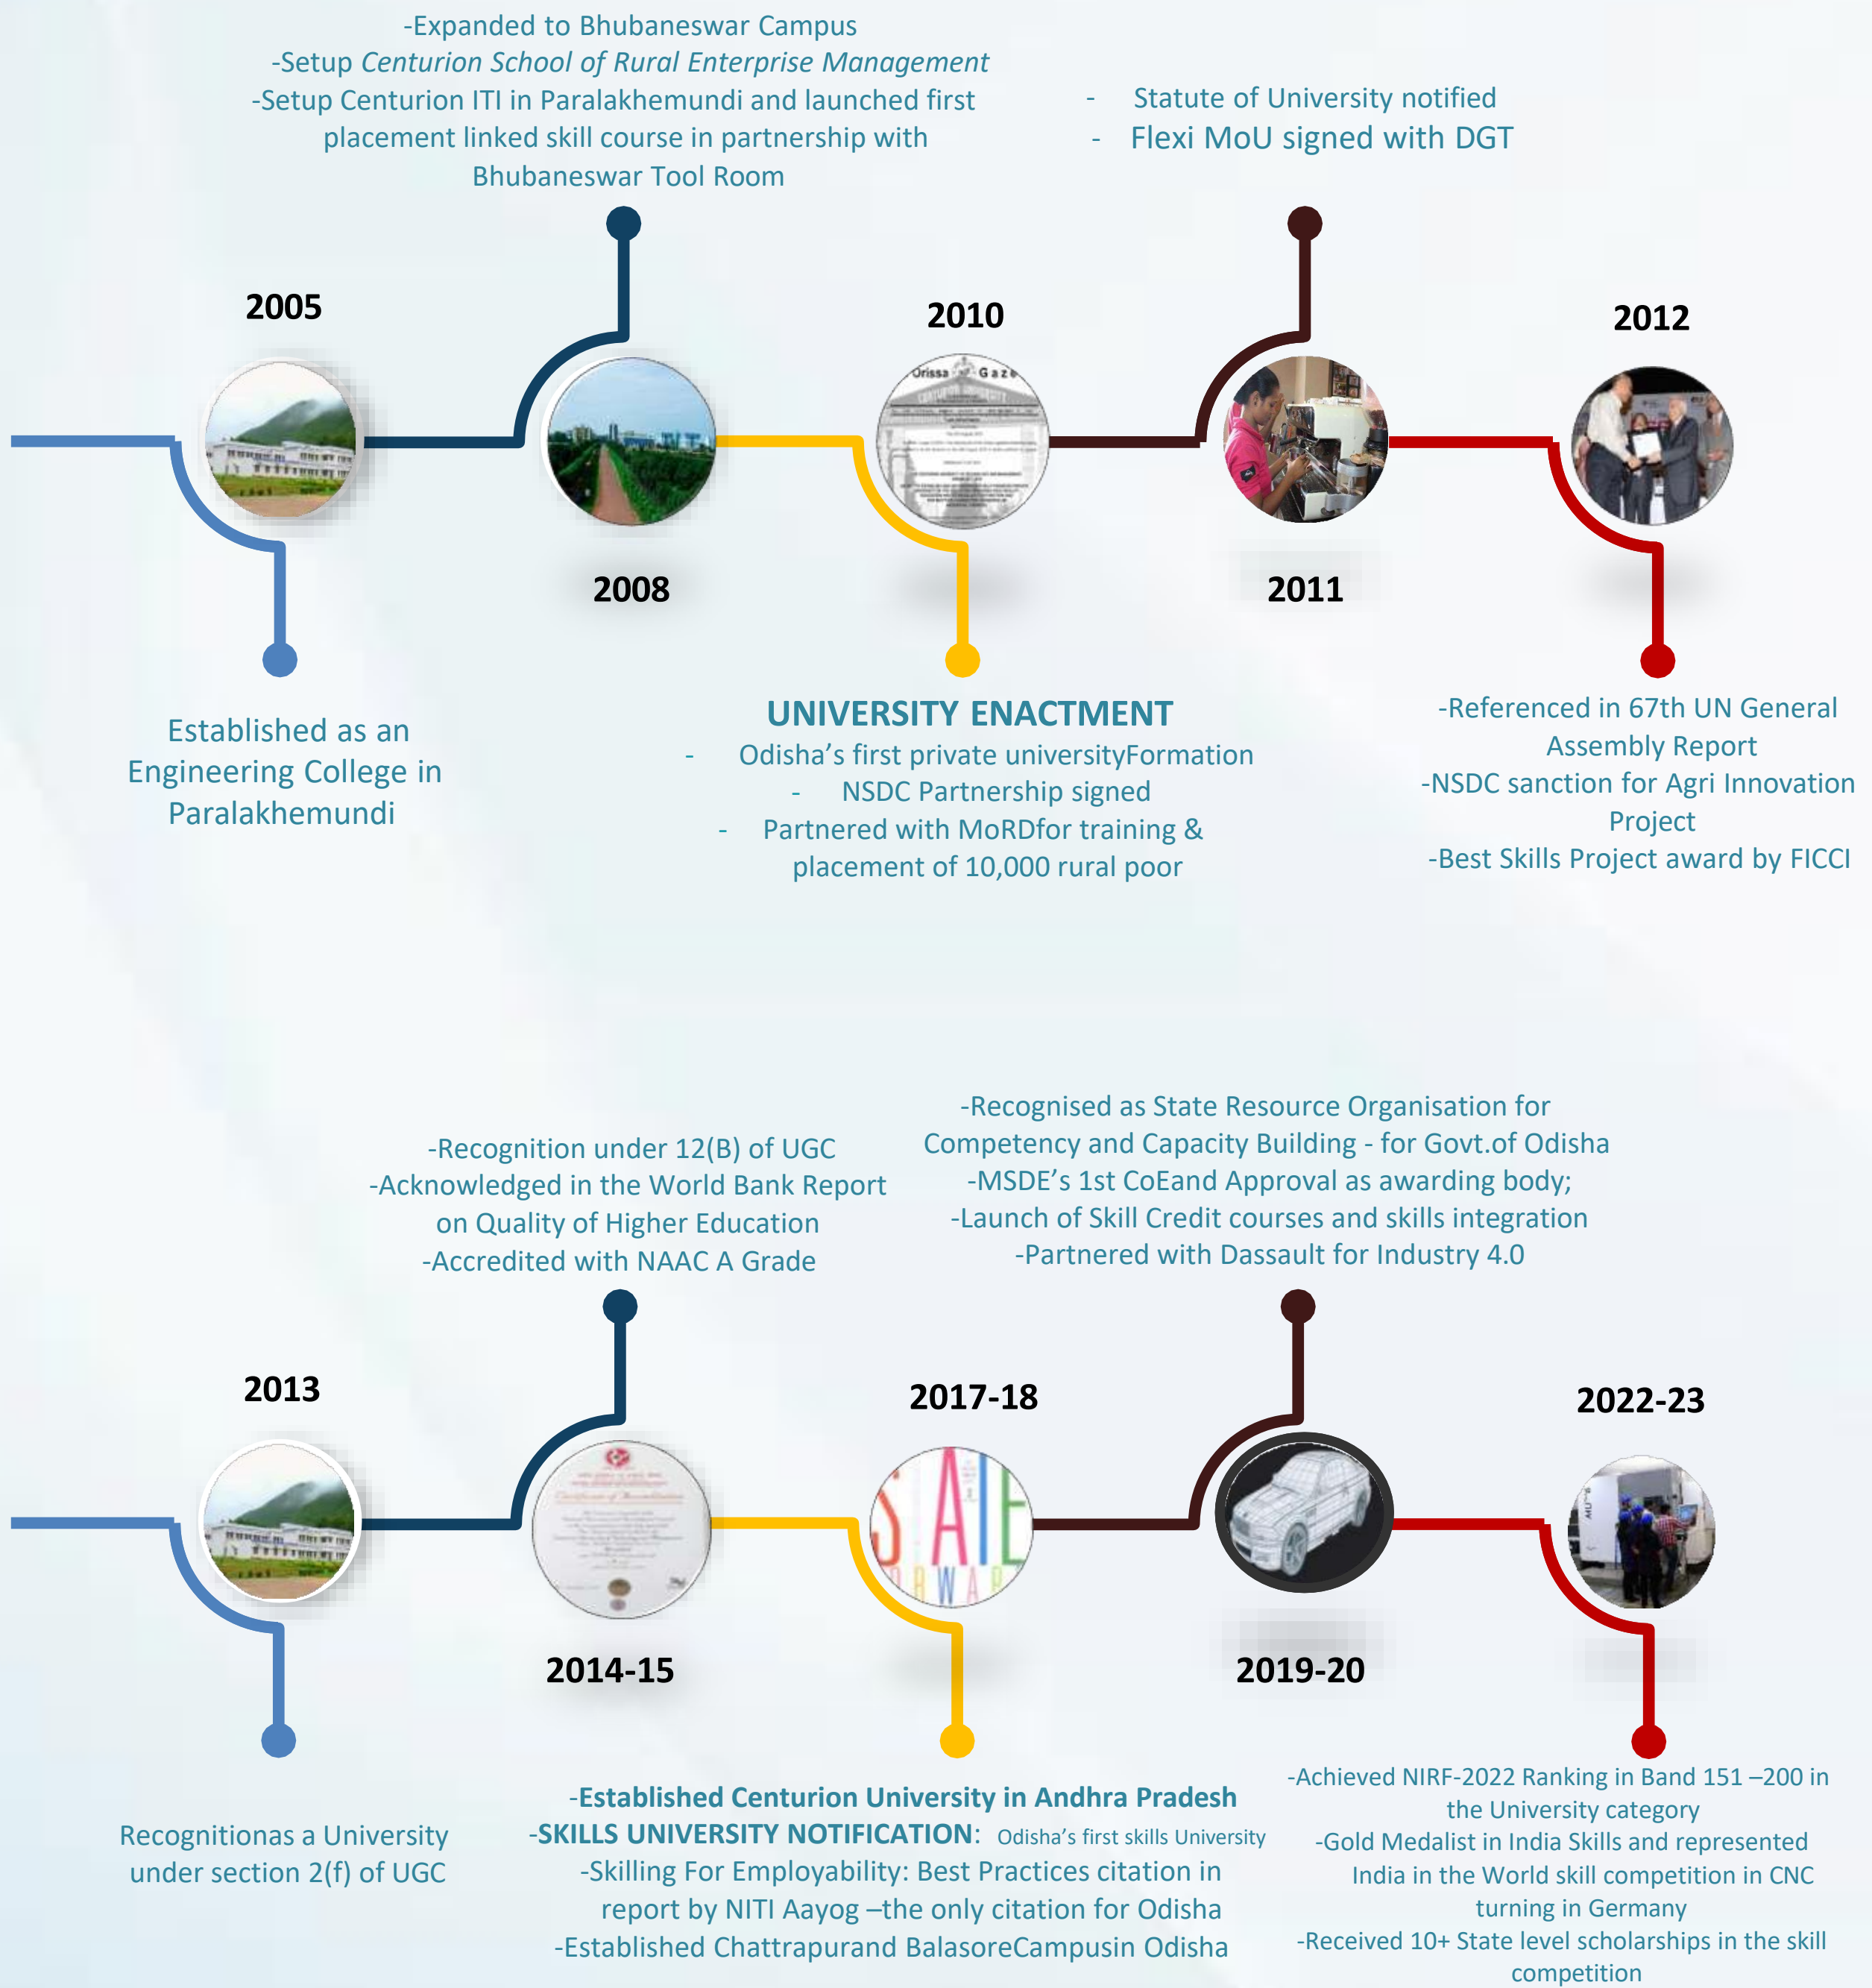 -Expanded to Bhubaneswar Campus
-Setup Centurion School of Rural Enterprise Management
-Setup Centurion ITI in Paralakhemundi and launched first
placement linked skill course in partnership with
Bhubaneswar Tool Room
- Statute of University notified
- Flexi MoU signed with DGT
2005
2010
2012
Orissa Gaze
2008
2011
Established as an
Engineering College in
Paralakhemundi
UNIVERSITY ENACTMENT
- Odisha’s first private universityFormation
- NSDC Partnership signed
- Partnered with MoRDfor training &
placement of 10,000 rural poor
-Referenced in 67th UN General
Assembly Report
-NSDC sanction for Agri Innovation
Project
-Best Skills Project award by FICCI
-Recognition under 12(B) of UGC
-Acknowledged in the World Bank Report
on Quality of Higher Education
-Accredited with NAAC A Grade
-Recognised as State Resource Organisation for
Competency and Capacity Building - for Govt.of Odisha
-MSDE’s 1st CoEand Approval as awarding body;
-Launch of Skill Credit courses and skills integration
-Partnered with Dassault for Industry 4.0
2013
2017-18
2022-23
2014-15
2019-20
Recognitionas a University
under section 2(f) of UGC
-Established Centurion University in Andhra Pradesh
-SKILLS UNIVERSITY NOTIFICATION: Odisha’s first skills University
-Skilling For Employability: Best Practices citation in
report by NITI Aayog –the only citation for Odisha
-Established Chattrapurand BalasoreCampusin Odisha
-Achieved NIRF-2022 Ranking in Band 151 –200 in
the University category
-Gold Medalist in India Skills and represented
India in the World skill competition in CNC
turning in Germany
-Received 10+ State level scholarships in the skill
competition